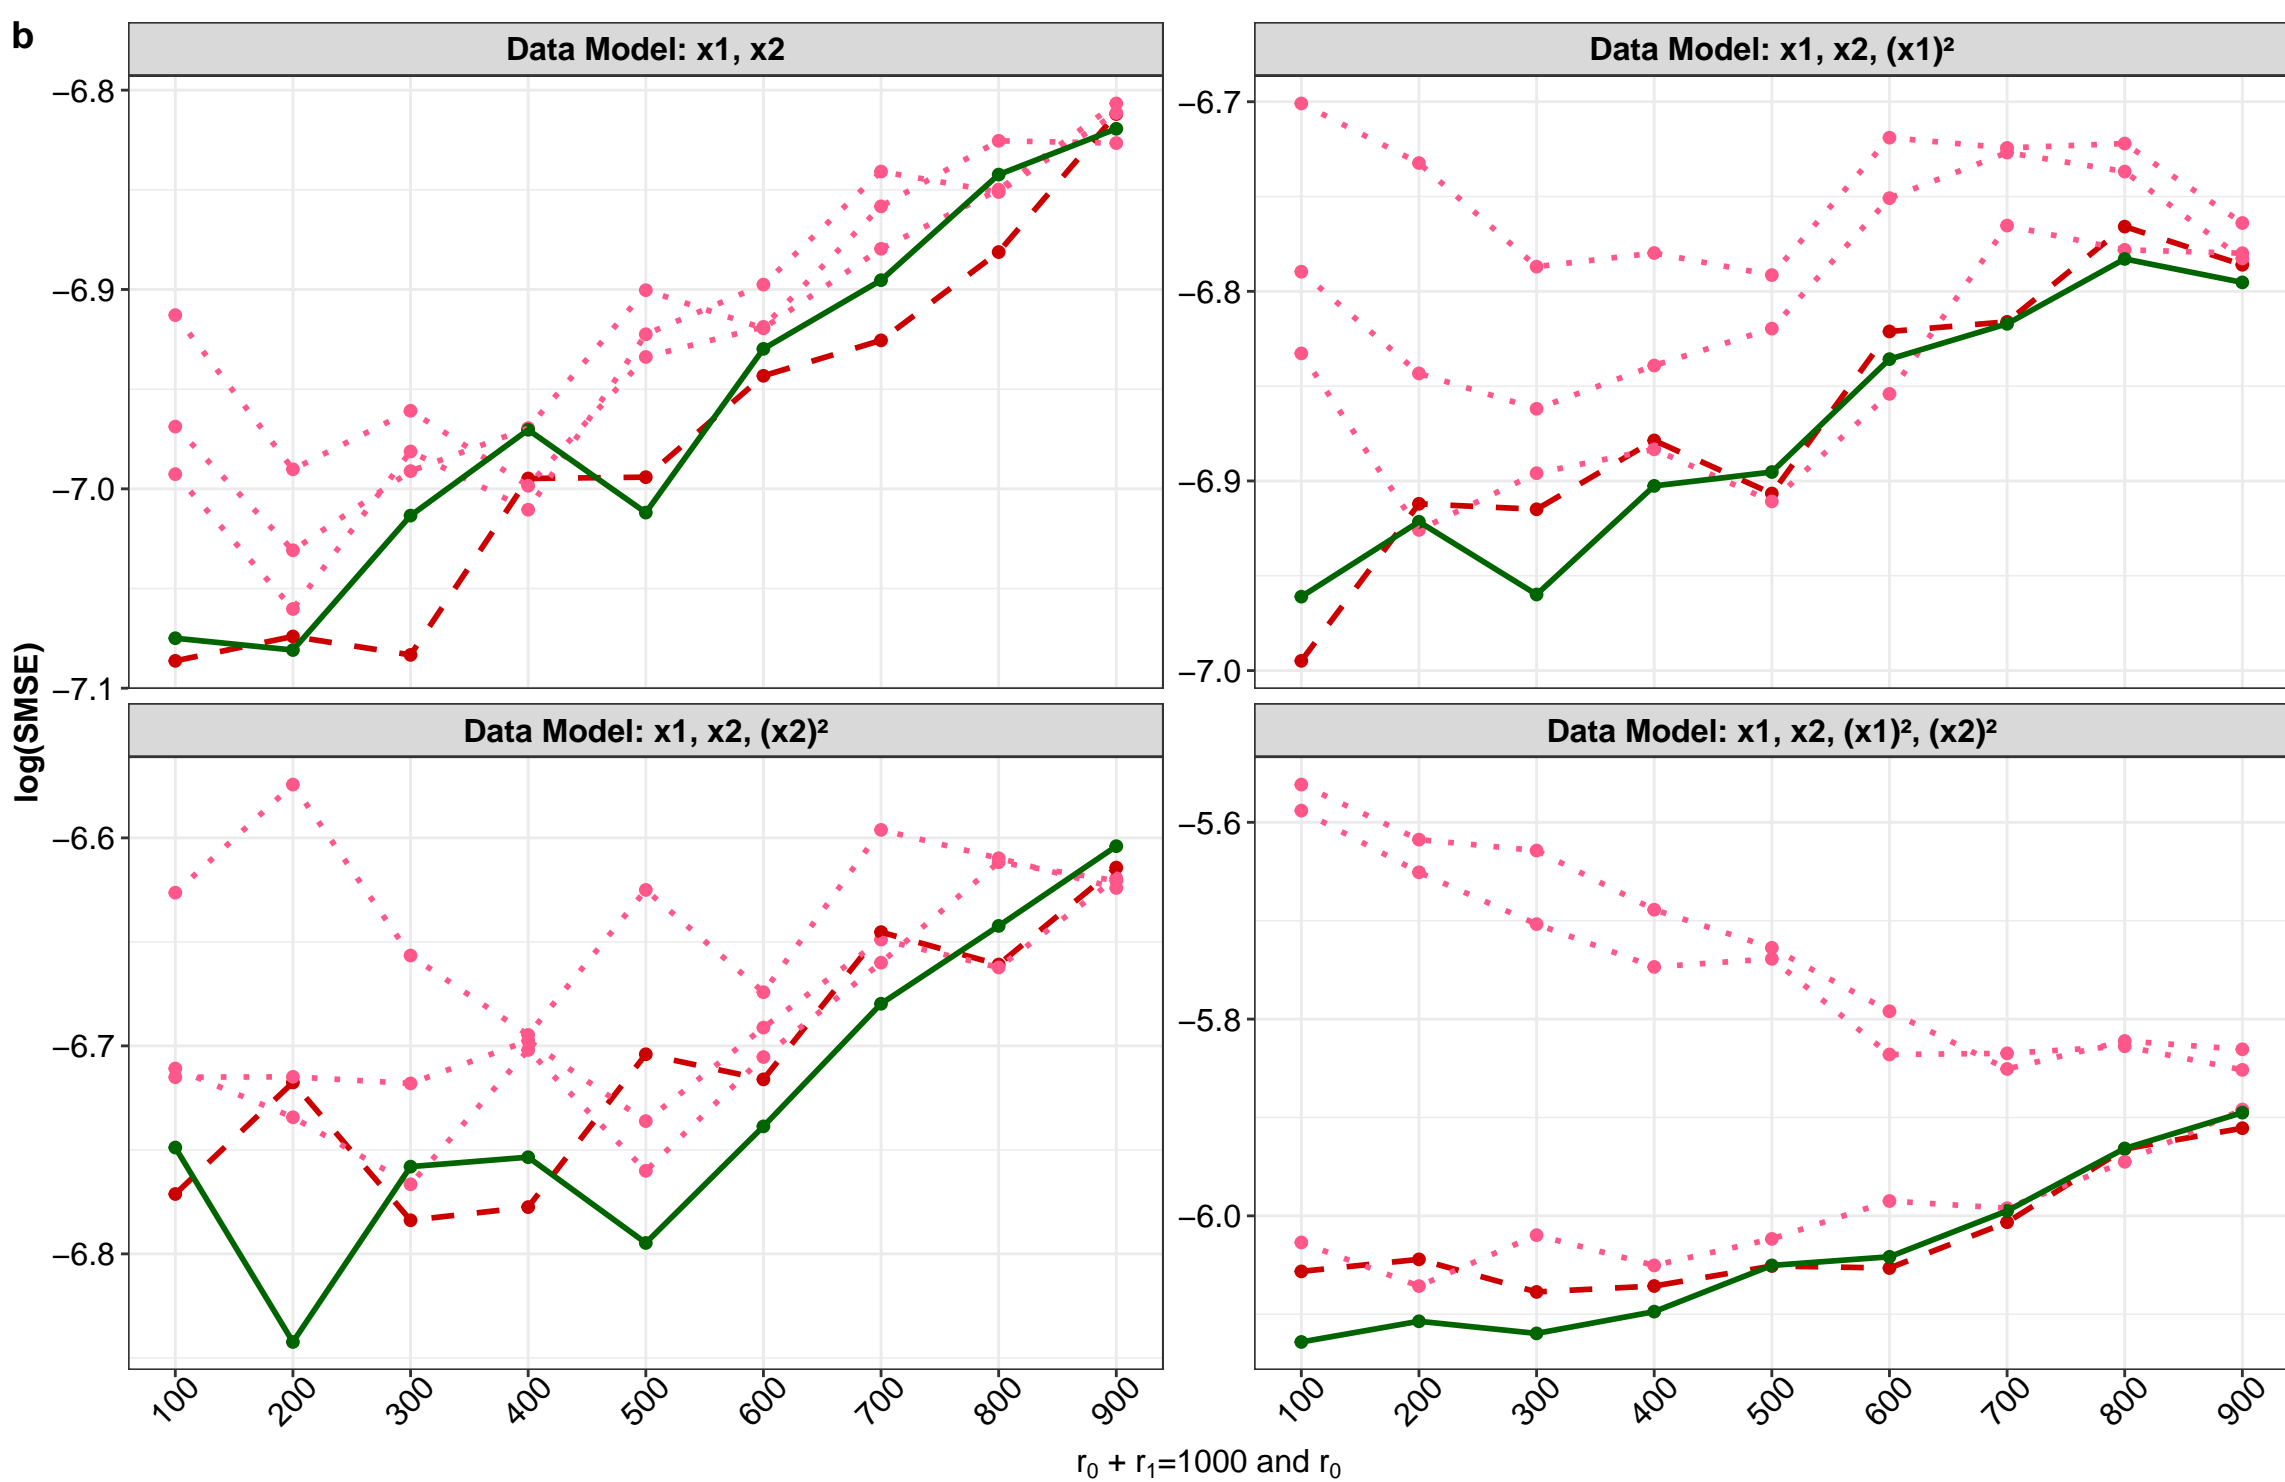 b
Data Model: x1, x2
Data Model: x1, x2, (x1)²
−6.8
−6.9
−7.0
−7.1
−6.7
−6.8
−6.9
−7.0
log(SMSE)
Data Model: x1, x2, (x2)²
Data Model: x1, x2, (x1)², (x2)²
−6.6
−6.7
−6.8
−5.6
−5.8
−6.0
100 200 300 400 500 600 700 800 900
100 200 300 400 500 600 700 800 900
r₀ + r₁=1000 and r₀